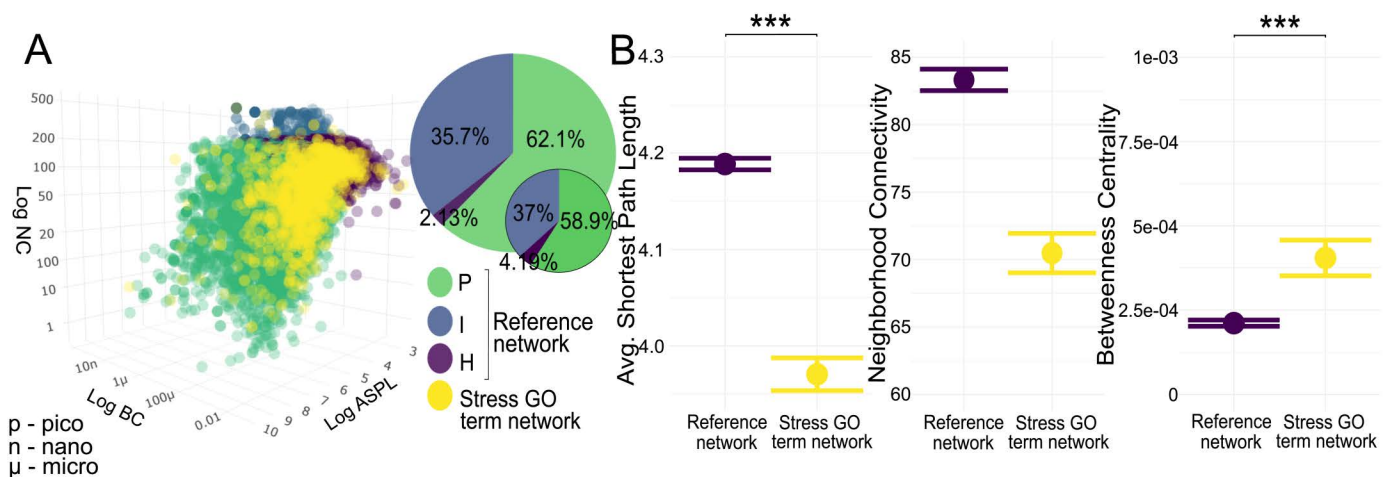 A
Log NC
500
200
100
50
20
100
10
1
10n
1µ
100µ
0.01
Log BC
10
9
8
7
6
5
4
3
Log ASPL
p - pico
n - nano
µ - micro
35.7%
62.1%
2.13%
37%
58.9%
4.19%
P
I
H
Reference
network
Stress GO
term network
B
***
Avg. Shortest Path Length
4.3
4.2
4.1
4.0
Reference
network
Stress GO
term network
Neighborhood Connectivity
85
80
75
70
65
60
Reference
network
Stress GO
term network
***
Betweenness Centrality
1e-03
7.5e-04
5e-04
2.5e-04
0
Reference
network
Stress GO
term network